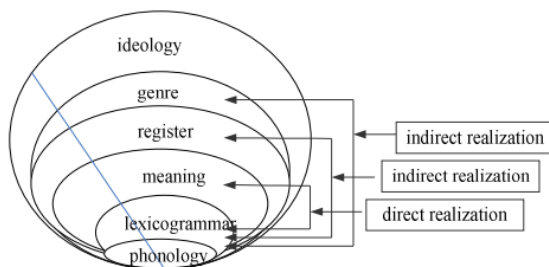 ideology
genre
register
meaning
lexicogrammar
phonology
indirect realization
indirect realization
direct realization